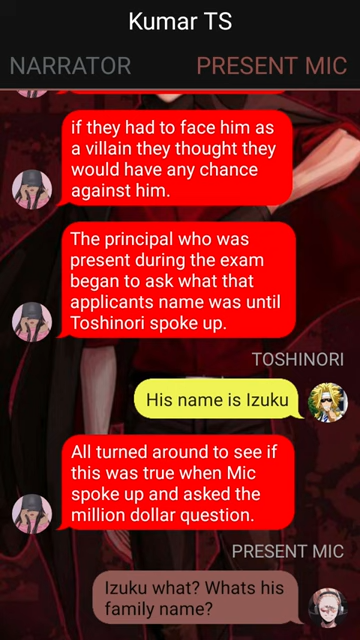 Kumar TS
NARRATOR
PRESENT MIC
if they had to face him as
a villain they thought they
would have any chance
against him.
The principal who was
present during the exam
began to ask what that
applicants name was until
Toshinori spoke up.
TOSHINORI
His name is Izuku
All turned around to see if
this was true when Mic
spoke up and asked the
million dollar question.
PRESENT MIC
Izuku what? Whats his
family name?